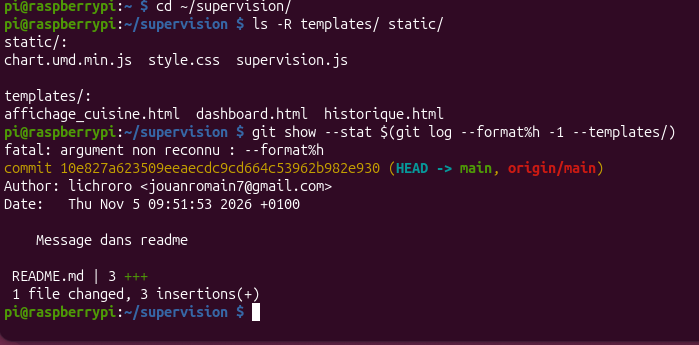 pi@raspberrypi:~ $ cd ~/supervision/
pi@raspberrypi:~/supervision $ ls -R templates/ static/
static/:
chart.umd.min.js  style.css  supervision.js

templates/:
affichage_cuisine.html  dashboard.html  historique.html
pi@raspberrypi:~/supervision $ git show --stat $(git log --format%h -1 --templates/)
fatal: argument non reconnu : --format%h
commit 10e827a623509eeaecdc9cd664c53962b982e930 (HEAD -> main, origin/main)
Author: lichroro <jouanromain7@gmail.com>
Date:   Thu Nov 5 09:51:53 2026 +0100

    Message dans readme

 README.md | 3 +++
 1 file changed, 3 insertions(+)
pi@raspberrypi:~/supervision $